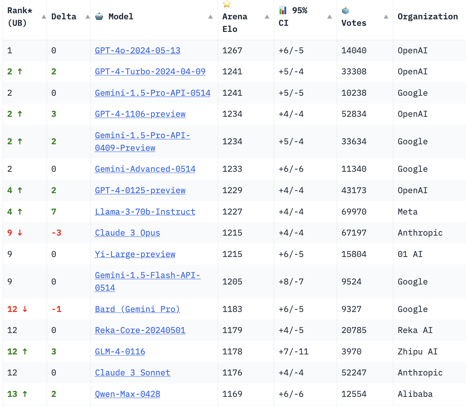 Rank* (UB) Delta Model Arena Elo 95% CI Votes Organization
1 0 GPT-4o-2024-05-13 1267 +6/-5 14040 OpenAI
2 ↑ 2 GPT-4-Turbo-2024-04-09 1241 +5/-4 33308 OpenAI
2 0 Gemini-1.5-Pro-API-0514 1241 +5/-5 10238 Google
2 ↑ 3 GPT-4-1106-preview 1234 +4/-4 52834 OpenAI
2 ↑ 2 Gemini-1.5-Pro-API-0409-Preview 1234 +5/-4 33634 Google
2 0 Gemini-Advanced-0514 1233 +6/-6 11340 Google
4 ↑ 2 GPT-4-0125-preview 1229 +4/-4 43173 OpenAI
4 ↑ 7 Llama-3-70b-Instruct 1227 +4/-4 69970 Meta
9 ↓ -3 Claude 3 Opus 1215 +4/-4 67197 Anthropic
9 0 Yi-Large-preview 1215 +6/-5 15804 01 AI
9 0 Gemini-1.5-Flash-API-0514 1205 +8/-7 9524 Google
12 ↓ -1 Bard (Gemini Pro) 1183 +6/-5 9327 Google
12 0 Reka-Core-20240501 1179 +4/-5 20785 Reka AI
12 ↑ 3 GLM-4-0116 1178 +7/-11 3970 Zhipu AI
12 0 Claude 3 Sonnet 1176 +4/-4 52247 Anthropic
13 ↑ 2 Qwen-Max-0428 1169 +6/-6 12554 Alibaba